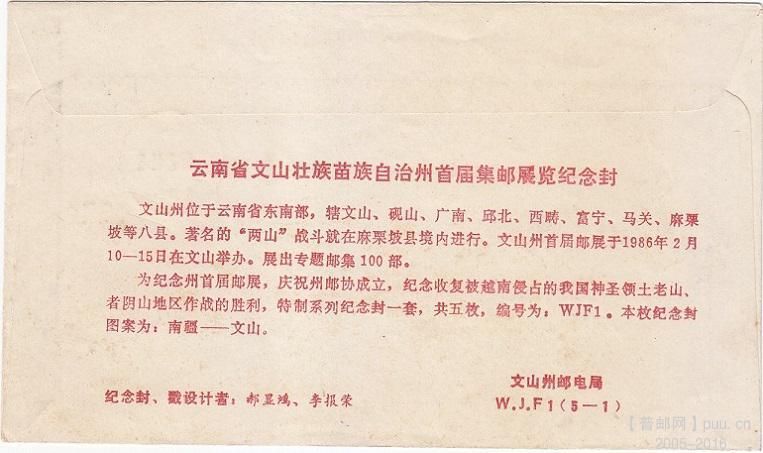 云南省文山壮族苗族自治州首届集邮展览纪念封
文山州位于云南省东南部，辖文山、砚山、广南、邱北、西畴、富宁、马关、麻栗
坡等八县。著名的“两山”战斗就在麻栗坡县境内进行。文山州首届邮展于1986年2月
10—15日在文山举办。展出专题邮集100部。
为纪念州首届邮展，庆祝州邮协成立，纪念收复被越南侵占的我国神圣领土老山、
者阴山地区作战的胜利，特制系列纪念封一套，共五枚，编号为：WJF1。本枚纪念封
图案为：南疆——文山。
文山州邮电局
纪念封、戳设计者：郝显鸿、李报荣
W.J.F1(5—1)
【普邮网】puu.cn
2005-2016